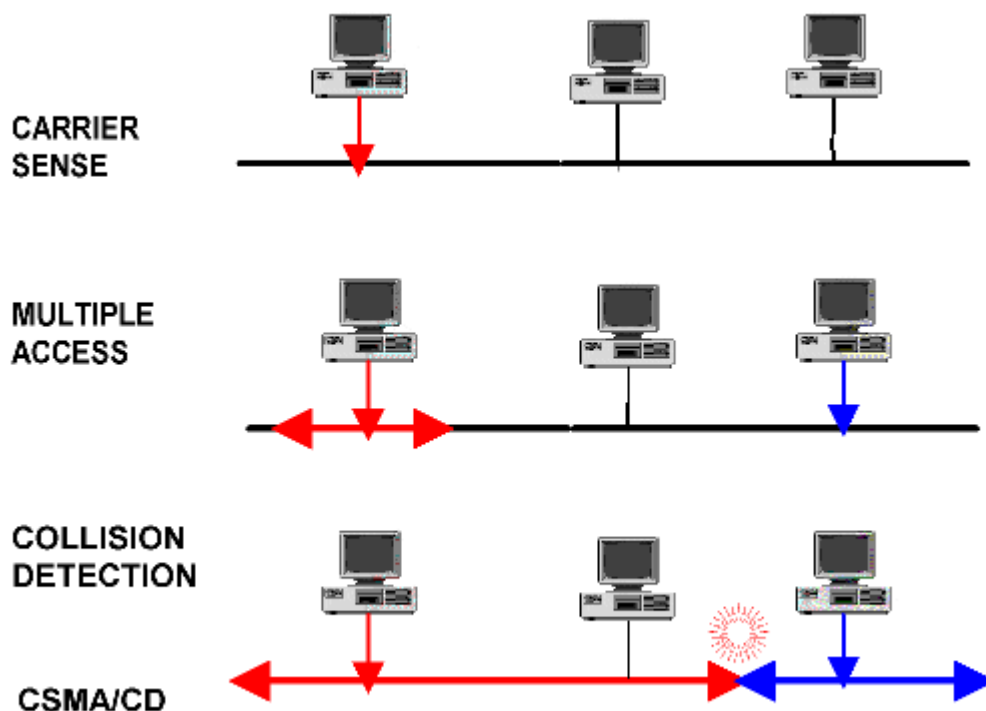 CARRIER
SENSE
MULTIPLE
ACCESS
COLLISION
DETECTION
CSMA/CD